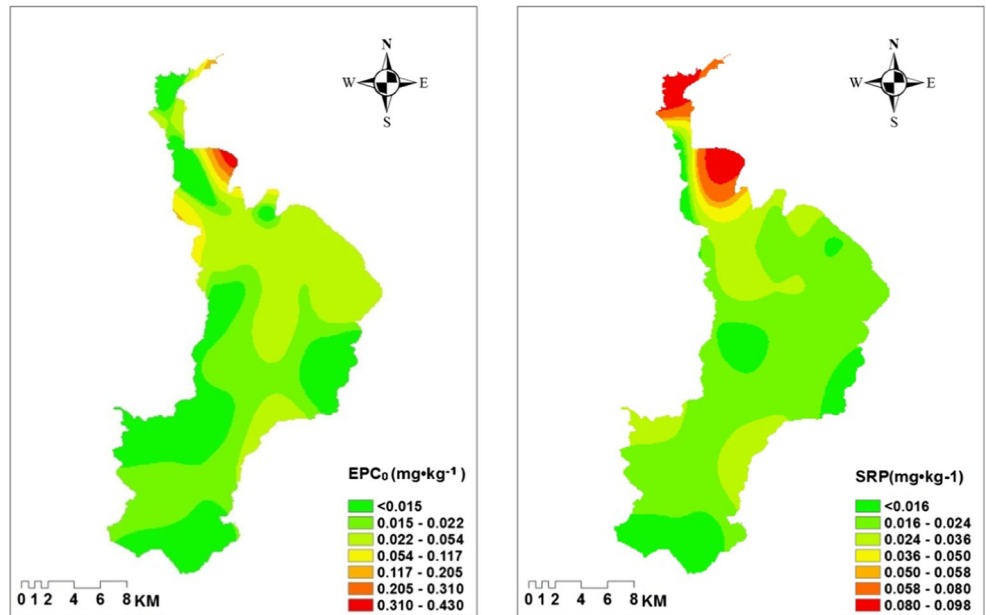 N
W E
S
EPC₀ (mg•kg⁻¹)
<0.015
0.015 - 0.022
0.022 - 0.054
0.054 - 0.117
0.117 - 0.205
0.205 - 0.310
0.310 - 0.430
0 1 2 4 6 8 KM
N
W E
S
SRP(mg•kg-1)
<0.016
0.016 - 0.024
0.024 - 0.036
0.036 - 0.050
0.050 - 0.058
0.058 - 0.080
0.080 - 0.098
0 1 2 4 6 8 KM